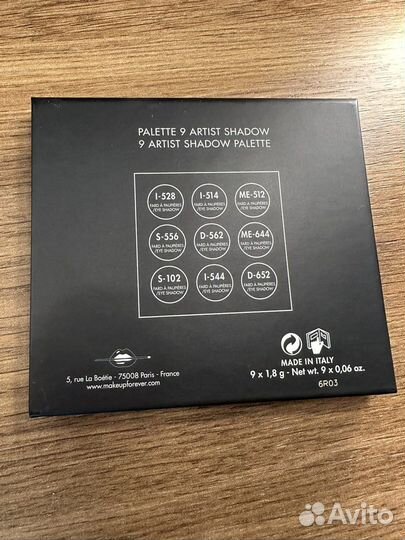 PALETTE 9 ARTIST SHADOW
9 ARTIST SHADOW PALETTE
I-528
FARD À PAUPIÈRES
/EYE SHADOW
I-514
FARD À PAUPIÈRES
/EYE SHADOW
ME-512
FARD À PAUPIÈRES
/EYE SHADOW
S-556
FARD À PAUPIÈRES
/EYE SHADOW
D-562
FARD À PAUPIÈRES
/EYE SHADOW
ME-644
FARD À PAUPIÈRES
/EYE SHADOW
S-102
FARD À PAUPIÈRES
/EYE SHADOW
I-544
FARD À PAUPIÈRES
/EYE SHADOW
D-652
FARD À PAUPIÈRES
/EYE SHADOW
5, rue La Boétie - 75008 Paris - France
www.makeupforever.com
MADE IN ITALY
9 x 1,8 g - Net wt. 9 x 0,06 oz.
6R03
Avito